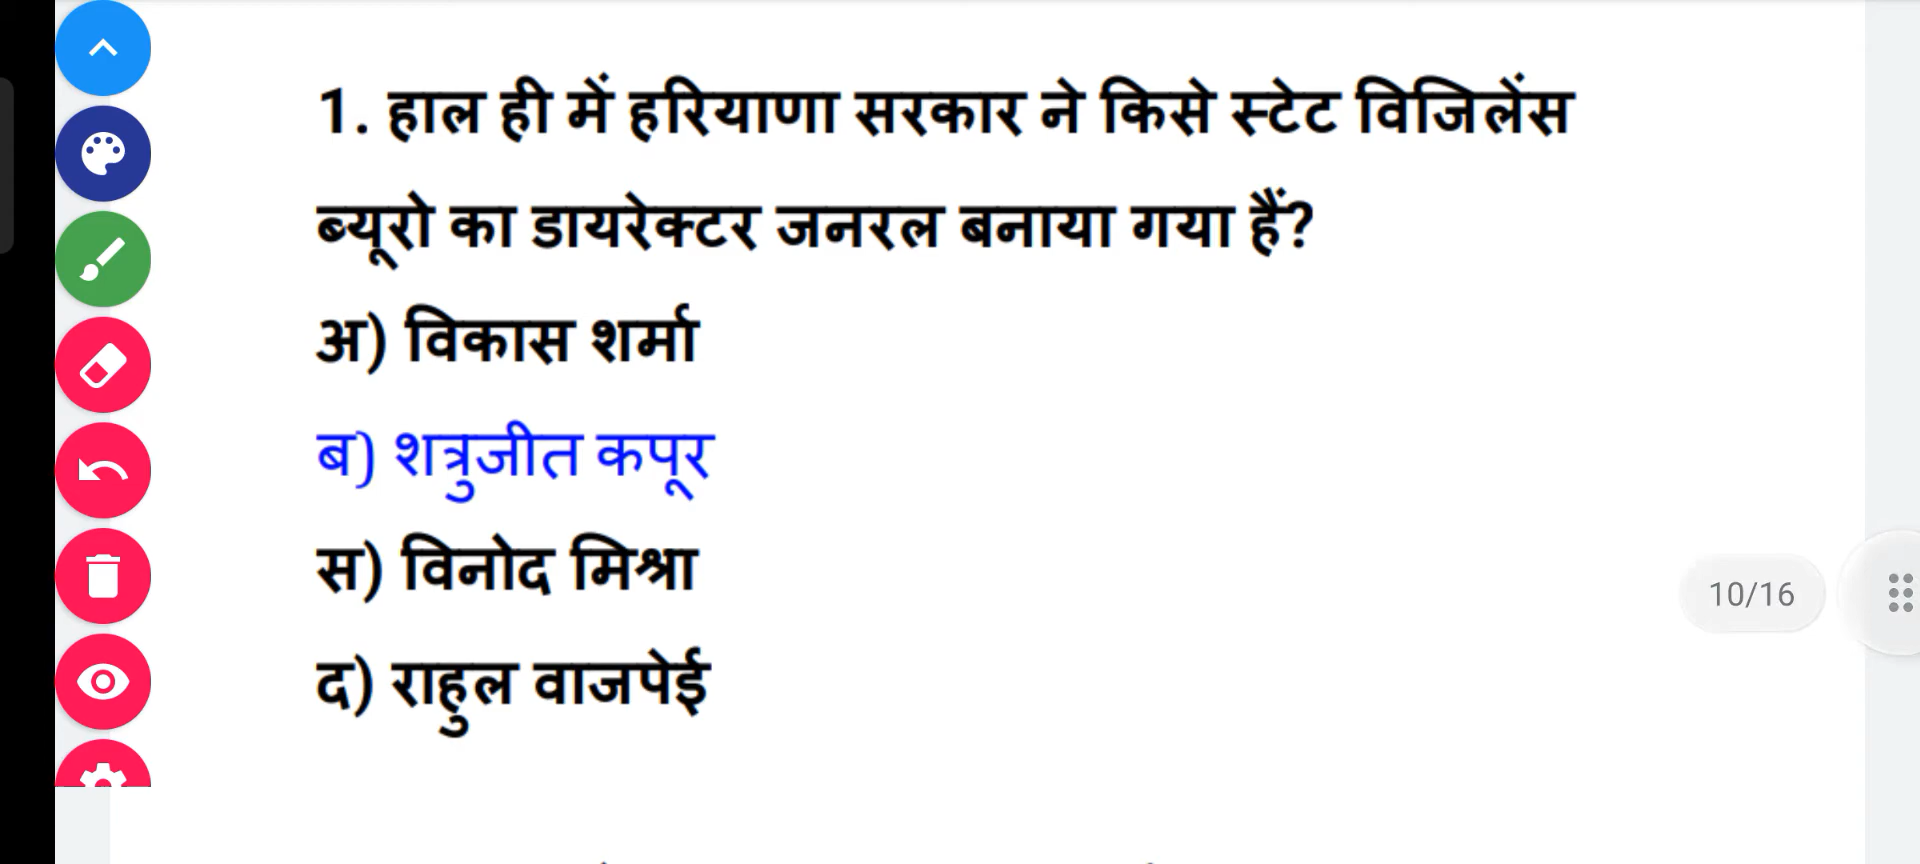 1. हाल ही में हरियाणा सरकार ने किसे स्टेट विजिलेंस
ब्यूरो का डायरेक्टर जनरल बनाया गया हैं?
अ) विकास शर्मा
ब) शत्रुजीत कपूर
स) विनोद मिश्रा
द) राहुल वाजपेई
10/16